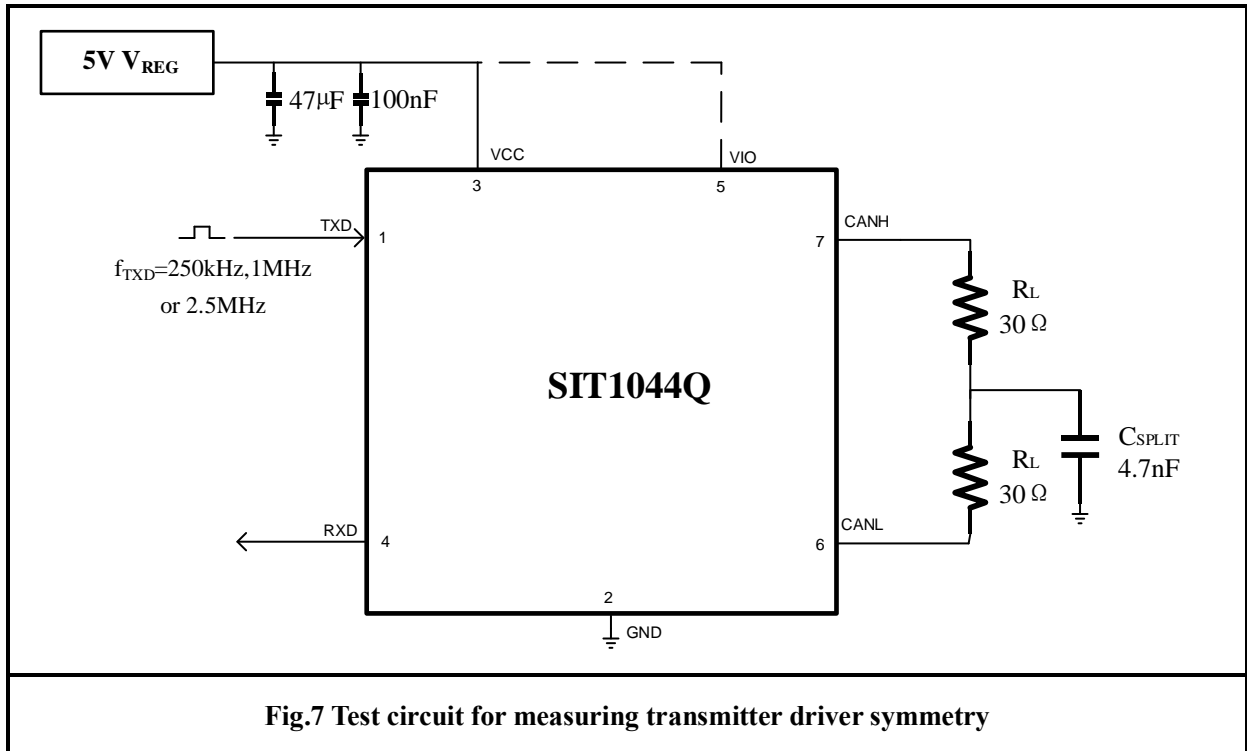 5V VREG
47μF
100nF
VCC
VIO
3
5
TXD
1
fTXD=250kHz,1MHz
or 2.5MHz
CANH
7
RL
30Ω
SIT1044Q
CSPLIT
4.7nF
RL
30Ω
RXD
4
CANL
6
2
GND
Fig.7 Test circuit for measuring transmitter driver symmetry